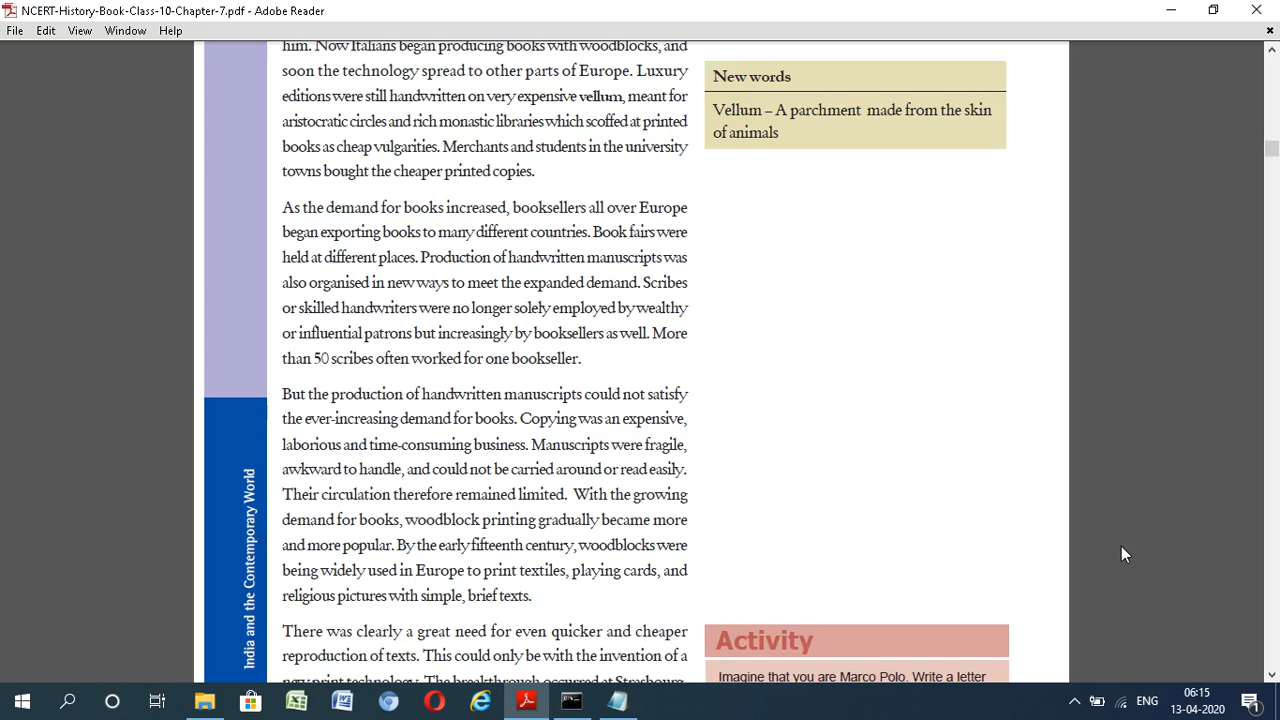 NCERT-History-Book-Class-10-Chapter-7.pdf - Adobe Reader
File Edit View Window Help
him. Now Italians began producing books with woodblocks, and
soon the technology spread to other parts of Europe. Luxury
editions were still handwritten on very expensive vellum, meant for
aristocratic circles and rich monastic libraries which scoffed at printed
books as cheap vulgarities. Merchants and students in the university
towns bought the cheaper printed copies.
As the demand for books increased, booksellers all over Europe
began exporting books to many different countries. Book fairs were
held at different places. Production of handwritten manuscripts was
also organised in new ways to meet the expanded demand. Scribes
or skilled handwriters were no longer solely employed by wealthy
or influential patrons but increasingly by booksellers as well. More
than 50 scribes often worked for one bookseller.
But the production of handwritten manuscripts could not satisfy
the ever-increasing demand for books. Copying was an expensive,
laborious and time-consuming business. Manuscripts were fragile,
awkward to handle, and could not be carried around or read easily.
Their circulation therefore remained limited. With the growing
demand for books, woodblock printing gradually became more
and more popular. By the early fifteenth century, woodblocks were
being widely used in Europe to print textiles, playing cards, and
religious pictures with simple, brief texts.
There was clearly a great need for even quicker and cheaper
reproduction of texts. This could only be with the invention of a
new print technology. The breakthrough occurred at Strasbourg,
New words
Vellum – A parchment made from the skin
of animals
Activity
Imagine that you are Marco Polo. Write a letter
India and the Contemporary World
ENG
06:15
13-04-2020
1